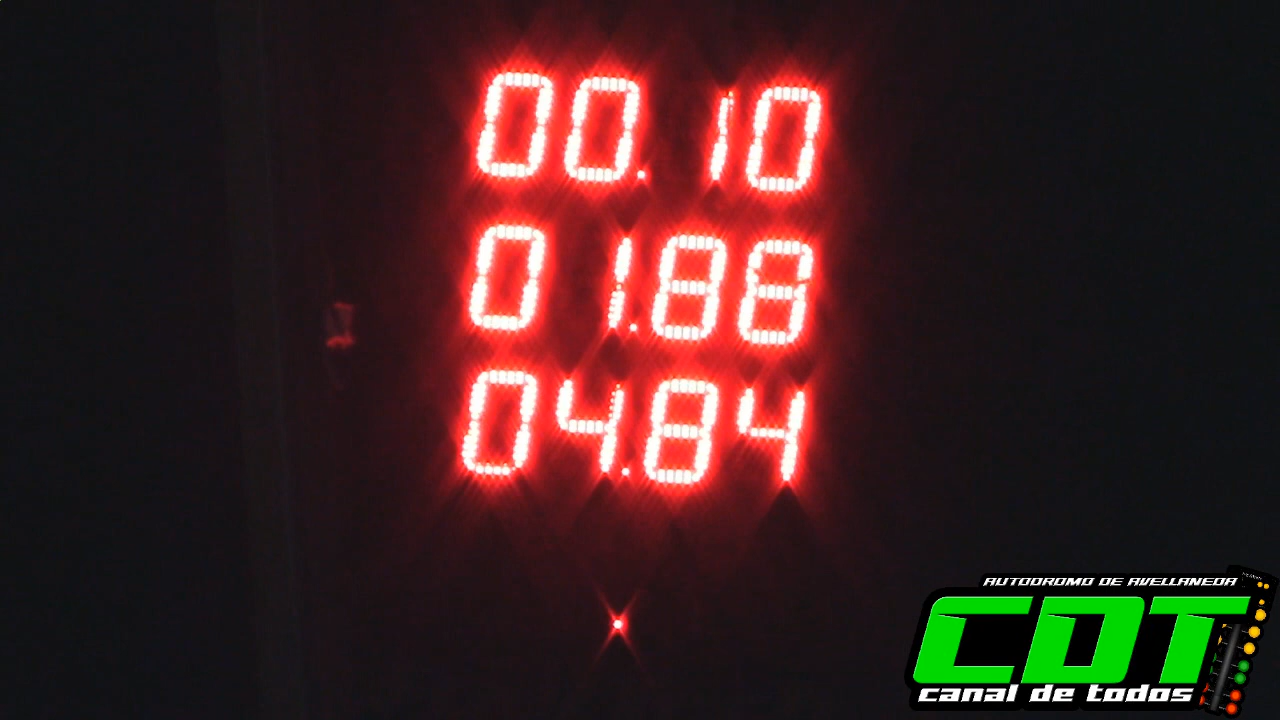 00.10
01.88
04.84
AUTODROMO DE AVELLANEDA
CDT
canal de todos